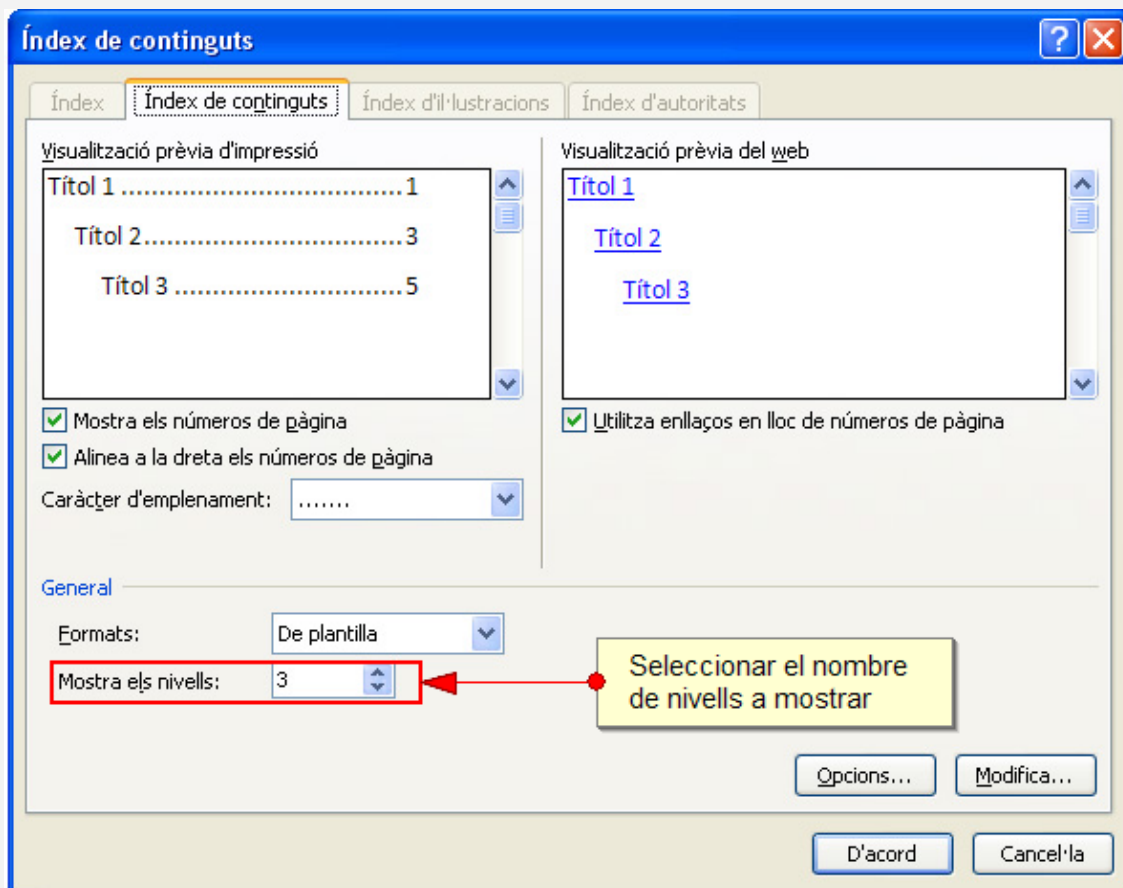 Índex de continguts
Índex
Índex de continguts
Índex d'il·lustracions
Índex d'autoritats
Visualització prèvia d'impressió
Títol 1 ..................................... 1
Títol 2.................................. 3
Títol 3 .............................. 5
Mostra els números de pàgina
Alinea a la dreta els números de pàgina
Caràcter d'emplenament: .......
Visualització prèvia del web
Títol 1
Títol 2
Títol 3
Utilitza enllaços en lloc de números de pàgina
General
Formats: De plantilla
Mostra els nivells: 3
Seleccionar el nombre
de nivells a mostrar
Opcions... Modifica...
D'acord Cancel·la